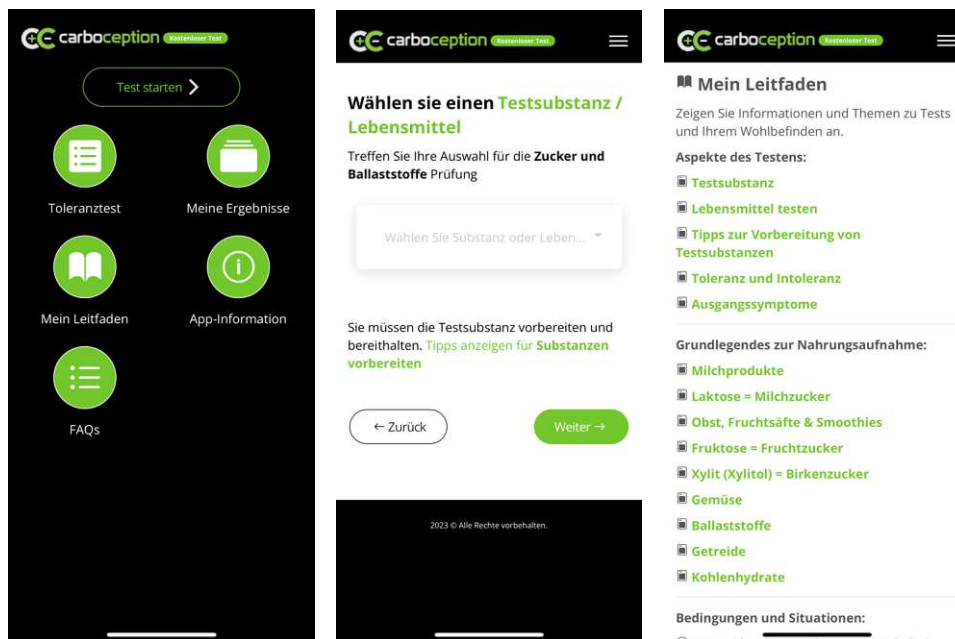 carboception Kostenloser Test
Test starten
Toleranztest
Meine Ergebnisse
Mein Leitfaden
App-Information
FAQs
carboception Kostenloser Test
Wählen sie einen Testsubstanz /
Lebensmittel
Treffen Sie Ihre Auswahl für die Zucker und
Ballaststoffe Prüfung
Wählen Sie Substanz oder Leben...
Sie müssen die Testsubstanz vorbereiten und
bereithalten. Tipps anzeigen für Substanzen
vorbereiten
← Zurück
Weiter →
2023 © Alle Rechte vorbehalten.
carboception Kostenloser Test
Mein Leitfaden
Zeigen Sie Informationen und Themen zu Tests
und Ihrem Wohlbefinden an.
Aspekte des Testens:
Testsubstanz
Lebensmittel testen
Tipps zur Vorbereitung von
Testsubstanzen
Toleranz und Intoleranz
Ausgangssymptome
Grundlegendes zur Nahrungsaufnahme:
Milchprodukte
Laktose = Milchzucker
Obst, Fruchtsäfte & Smoothies
Fruktose = Fruchtzucker
Xylit (Xylitol) = Birkenzucker
Gemüse
Ballaststoffe
Getreide
Kohlenhydrate
Bedingungen und Situationen: